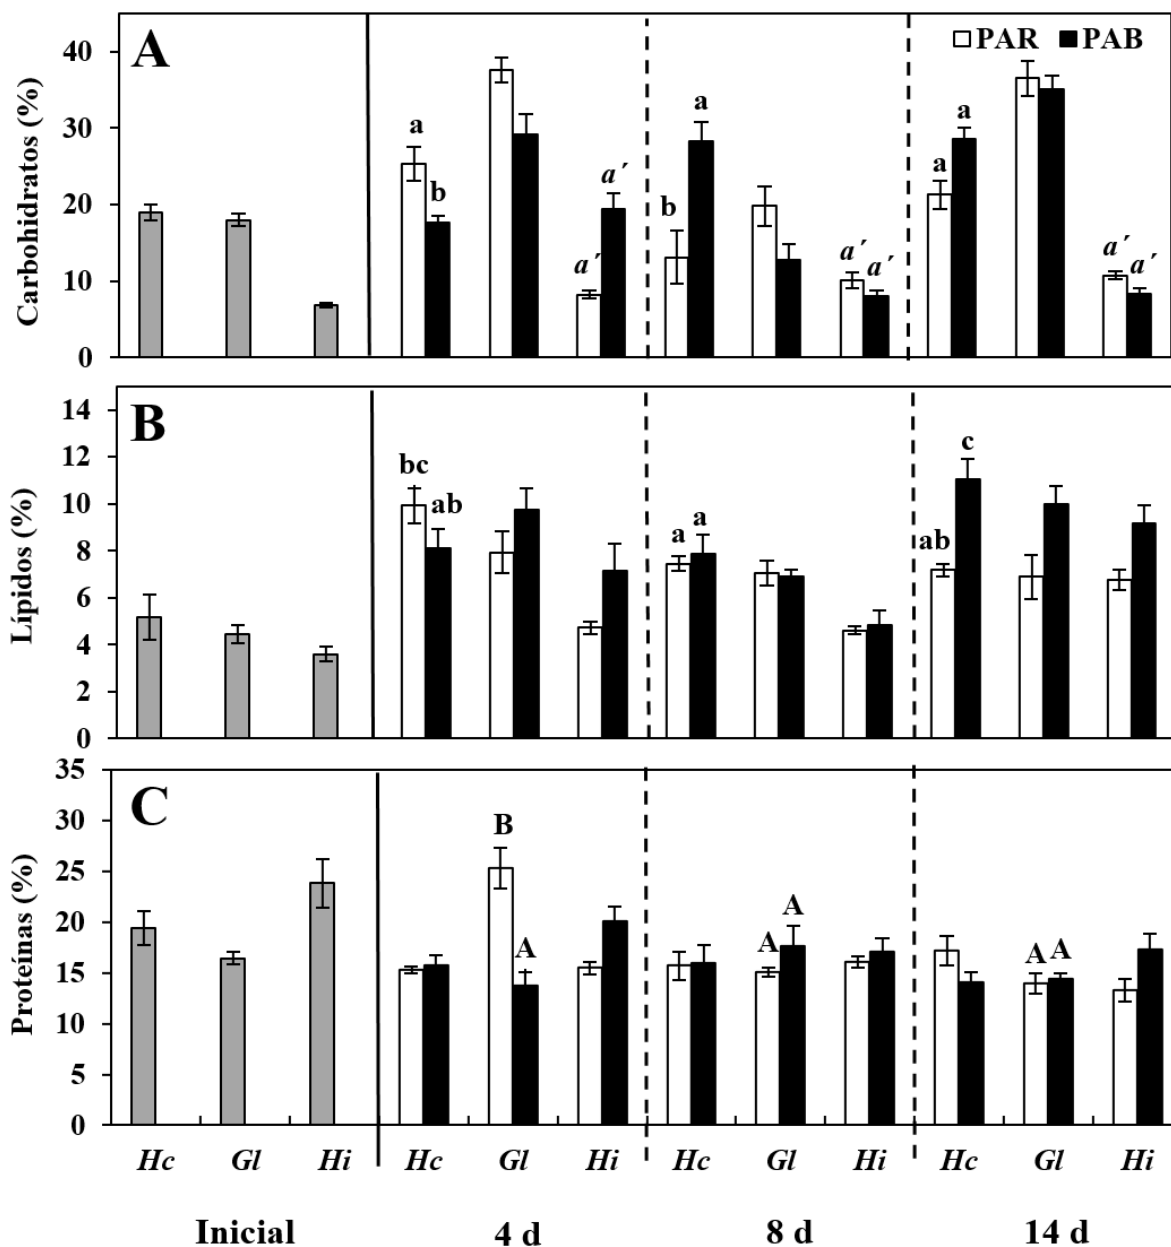 A
PAR PAB
Carbohidratos (%)
40
30
20
10
0
a
b
a´
a´
b
a
a´
a´
a
a
a´
a´
B
Lípidos (%)
14
12
10
8
6
4
2
0
bc
ab
a
a
ab
c
C
Proteínas (%)
35
30
25
20
15
10
5
0
B
A
A
A
A
A
Hc Gl Hi Hc Gl Hi Hc Gl Hi Hc Gl Hi
Inicial 4 d 8 d 14 d